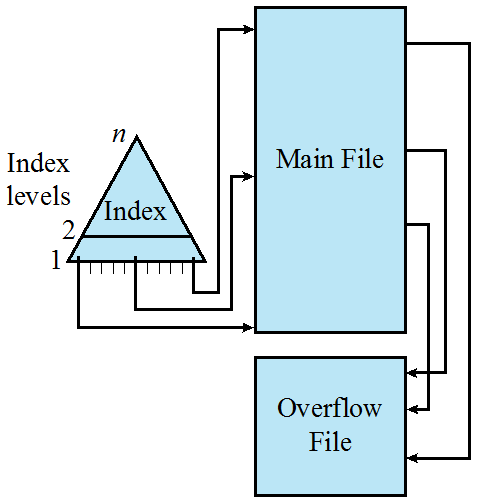 Main File
n
Index
levels
Index
2
1
Overflow
File